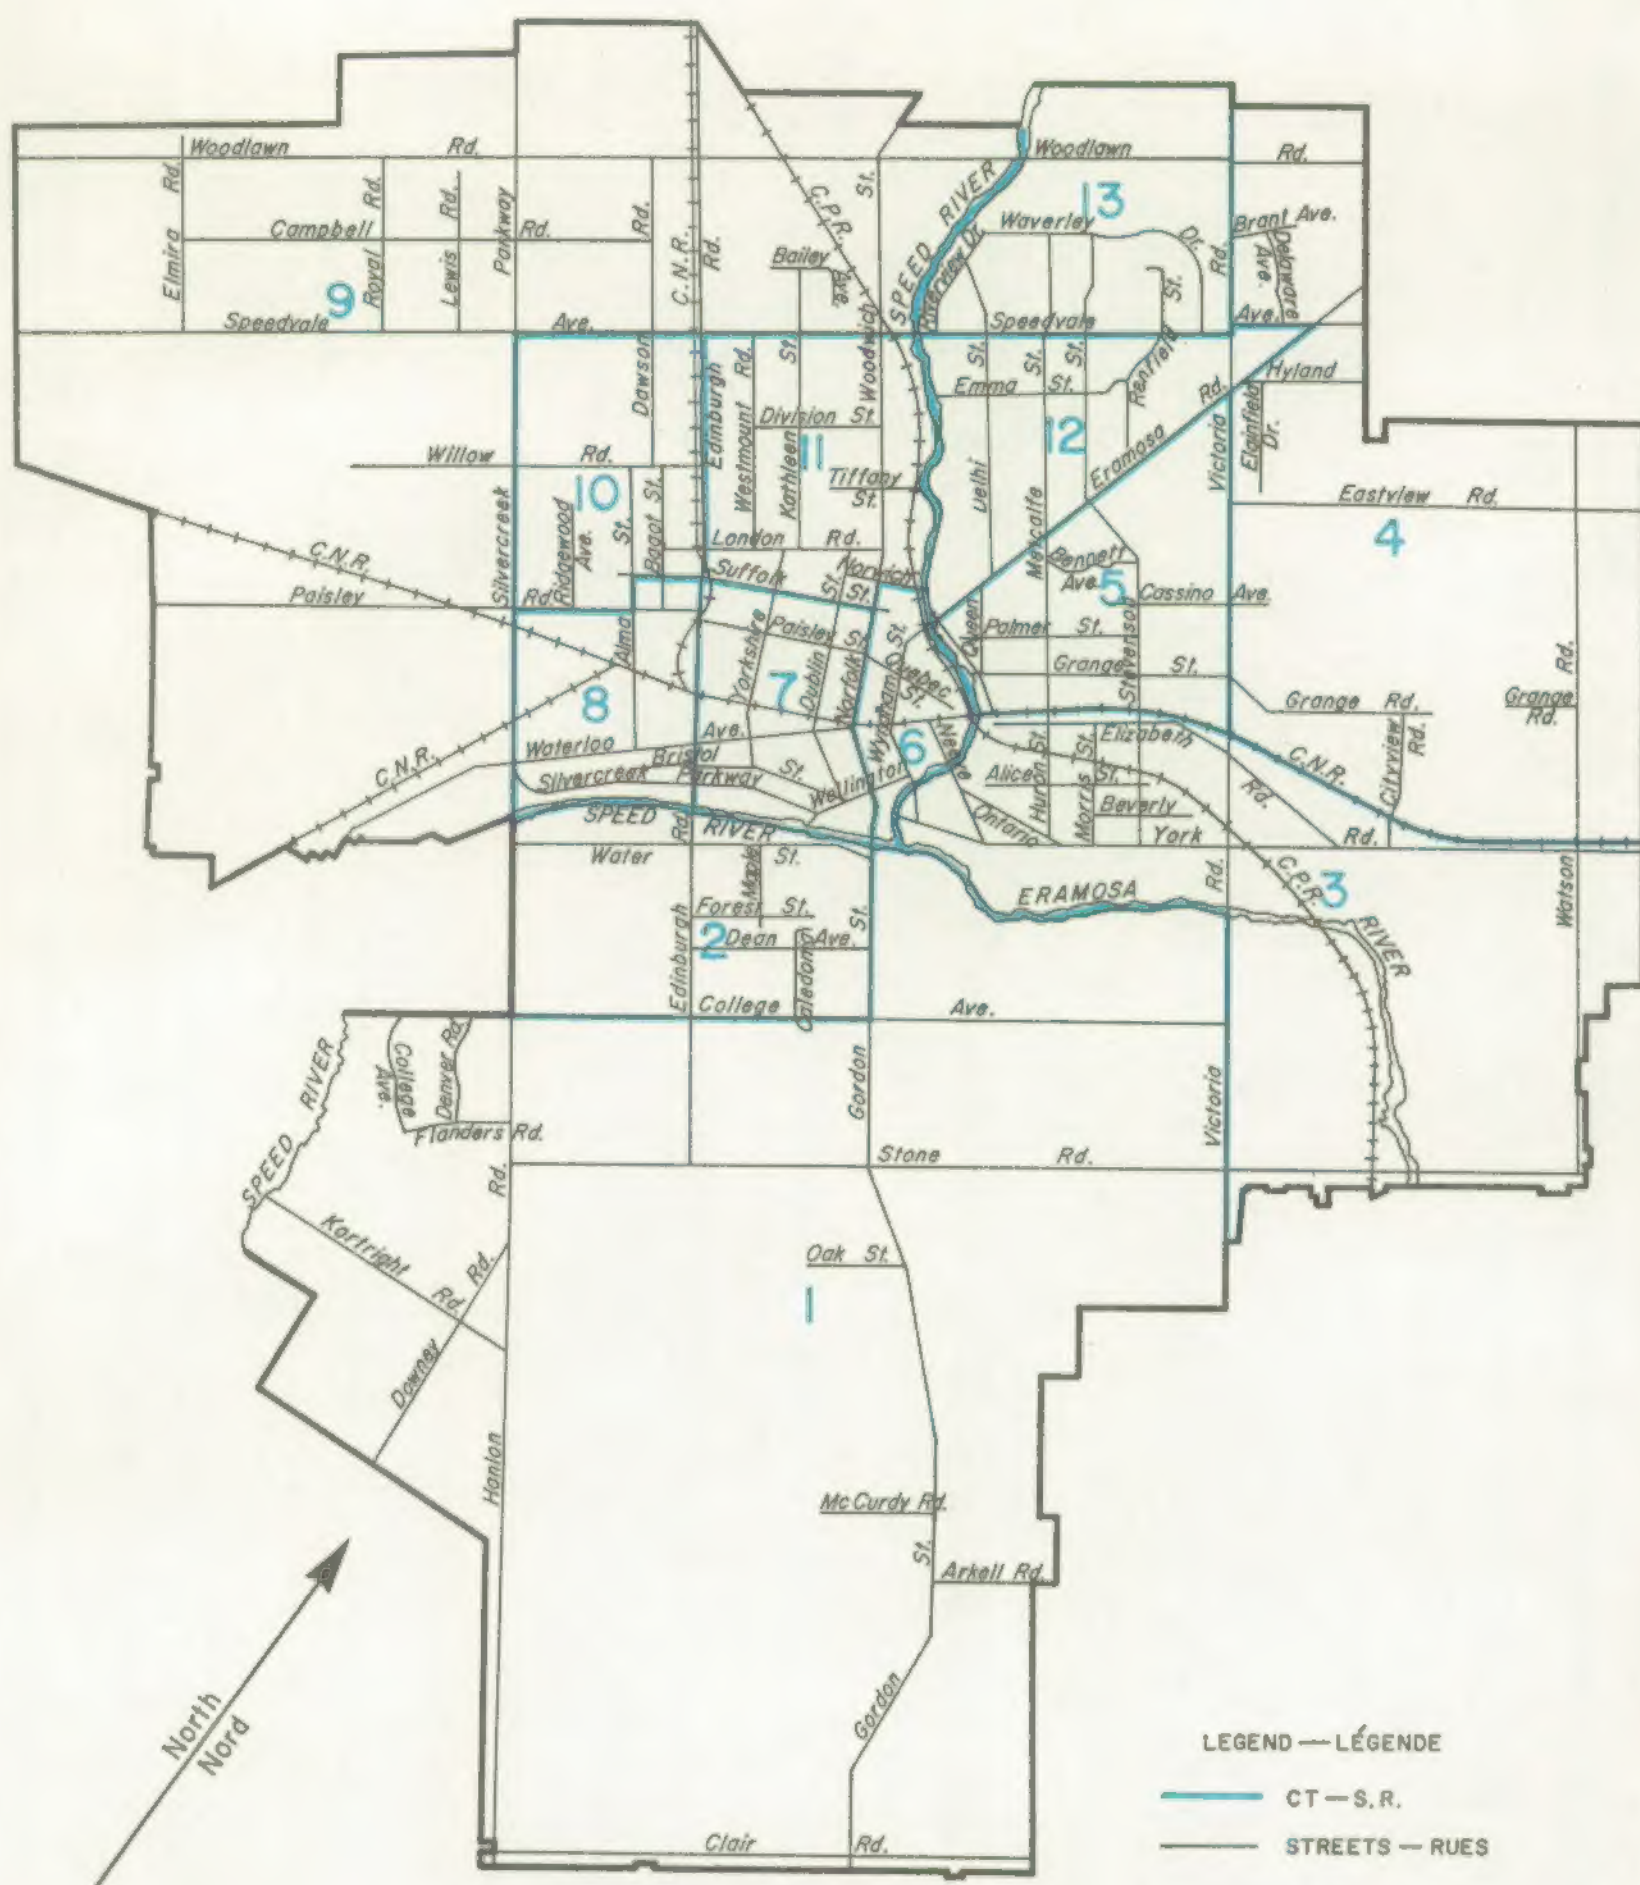 Woodlawn Rd.
Woodlawn Rd.
Elmira Rd.
Royal Rd.
Lewis Rd.
Parkway
Campbell Rd.
Rd.
C.N.R.
Rd.
C.P.R.
St.
SPEED RIVER
Riverview Dr.
13
Waverley Dr.
Rd.
Brant Ave.
Delaware Ave.
Bailey Ave.
9
Speedvale Ave.
Speedvale Ave.
Woodwich
St.
Dawson
Edinburgh
Westmount Rd.
Kathleen St.
Emma St.
Renfield St.
Hyland
Rd.
Elainfield Dr.
Division St.
11
12
Delhi St.
Metcalfe St.
St.
Eramosa
Victoria
Willow Rd.
10
Tiffany St.
Eastview Rd.
4
Silvercreek
Ridgewood Ave.
St.
Baggt St.
London Rd.
C.N.R.
Suffolk St.
Norwich St.
Bennett Ave.
5
Cassino Ave.
Paisley Rd.
Alma
Yorkshire
Paisley St.
Dublin
Norfolk St.
Wyndham St.
Quebec St.
Queen
Palmer St.
Grange St.
Stevenson
Grange Rd.
Grange Rd.
Rd.
7
8
6
Neeve
Elizabeth Rd.
C.N.R.
Cityview Rd.
Waterloo Ave.
Bristol St.
C.N.R.
Silvercreek Parkway
Wellington
Alice St.
Huron St.
Morris St.
Beverly
Ontario
York Rd.
SPEED RIVER
Water St.
Rd.
Maple
C.P.R.
3
Rd.
Watson
ERAMOSA RIVER
Forest St.
2
Dean Ave.
St.
Edinburgh
Caledonia
College Ave.
SPEED RIVER
College Ave.
Denver Rd.
Flanders Rd.
Gordon
Victoria
Stone Rd.
Rd.
Kortright Rd.
Rd.
Downey
Oak St.
1
Hanlon
McCurdy Rd.
St.
Arkell Rd.
Gordon
North
Nord
Clair Rd.
LEGEND — LÉGENDE
CT — S.R.
STREETS — RUES